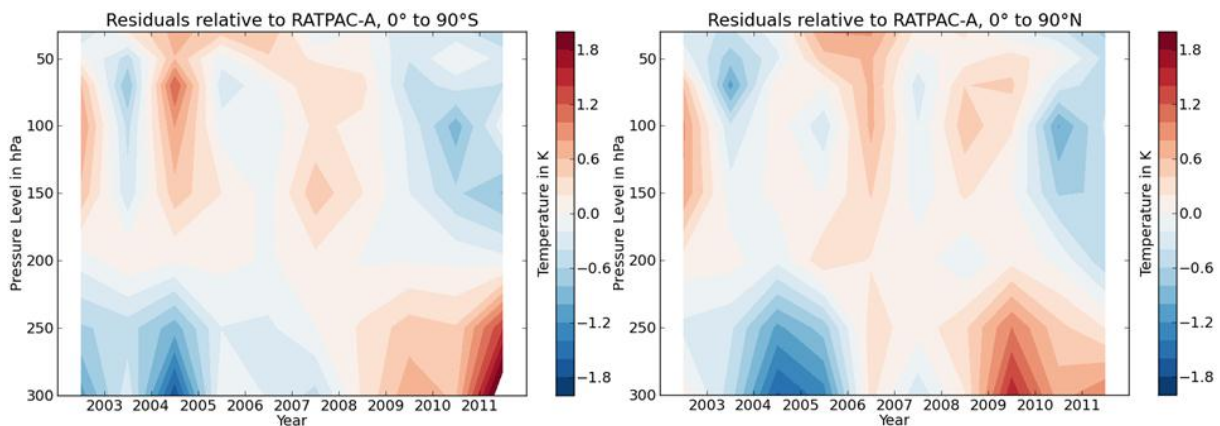 Residuals relative to RATPAC-A, 0° to 90°S
Pressure Level in hPa
50
100
150
200
250
300
2003 2004 2005 2006 2007 2008 2009 2010 2011
Year
Temperature in K
1.8
1.2
0.6
0.0
−0.6
−1.2
−1.8
Residuals relative to RATPAC-A, 0° to 90°N
Pressure Level in hPa
50
100
150
200
250
300
2003 2004 2005 2006 2007 2008 2009 2010 2011
Year
Temperature in K
1.8
1.2
0.6
0.0
−0.6
−1.2
−1.8